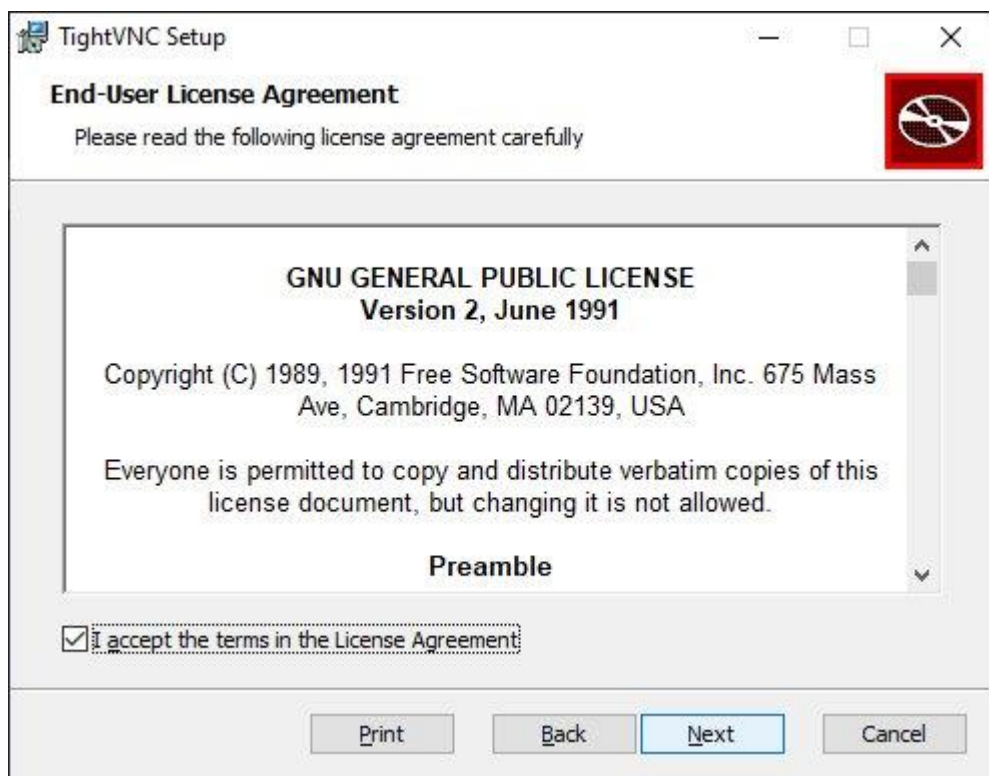 TightVNC Setup
End-User License Agreement
Please read the following license agreement carefully
GNU GENERAL PUBLIC LICENSE
Version 2, June 1991
Copyright (C) 1989, 1991 Free Software Foundation, Inc. 675 Mass
Ave, Cambridge, MA 02139, USA
Everyone is permitted to copy and distribute verbatim copies of this
license document, but changing it is not allowed.
Preamble
I accept the terms in the License Agreement
Print Back Next Cancel